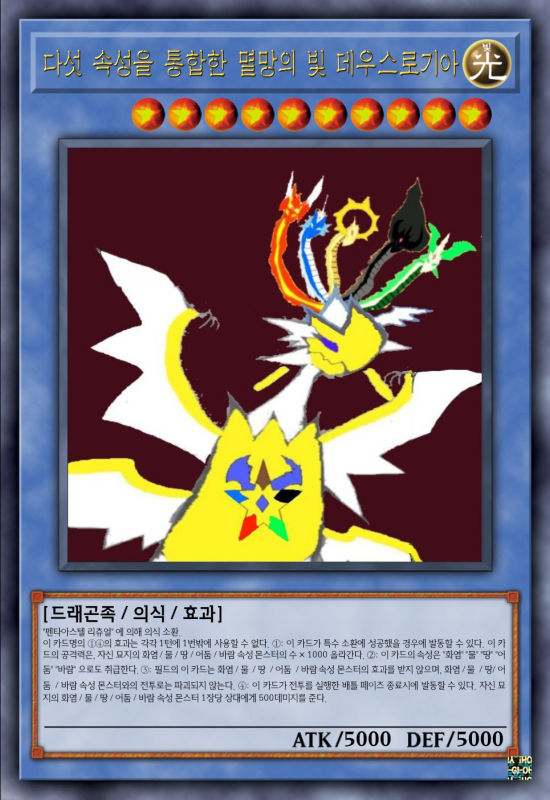 다섯 속성을 통합한 멸망의 빛 데우스로기아
빛
光
[드래곤족 / 의식 / 효과]
"펜타아스텔 리츄얼" 에 의해 의식 소환.
이 카드명의 ①④의 효과는 각각 1턴에 1번밖에 사용할 수 없다. ①: 이 카드가 특수 소환에 성공했을 경우에 발동할 수 있다. 이 카
드의 공격력은, 자신 묘지의 화염 / 물 / 땅 / 어둠 / 바람 속성 몬스터의 수 × 1000 올라간다. ②: 이 카드의 속성은 "화염" "물" "땅" "어
둠" "바람" 으로도 취급한다. ③: 필드의 이 카드는 화염 / 물 / 땅 / 어둠 / 바람 속성 몬스터의 효과를 받지 않으며, 화염 / 물 / 땅/ 어
둠 / 바람 속성 몬스터와의 전투로는 파괴되지 않는다. ④: 이 카드가 전투를 실행한 배틀 페이즈 종료시에 발동할 수 있다. 자신 묘
지의 화염 / 물 / 땅 / 어둠 / 바람 속성 몬스터 1장당 상대에게 500데미지를 준다.
ATK/5000 DEF/5000